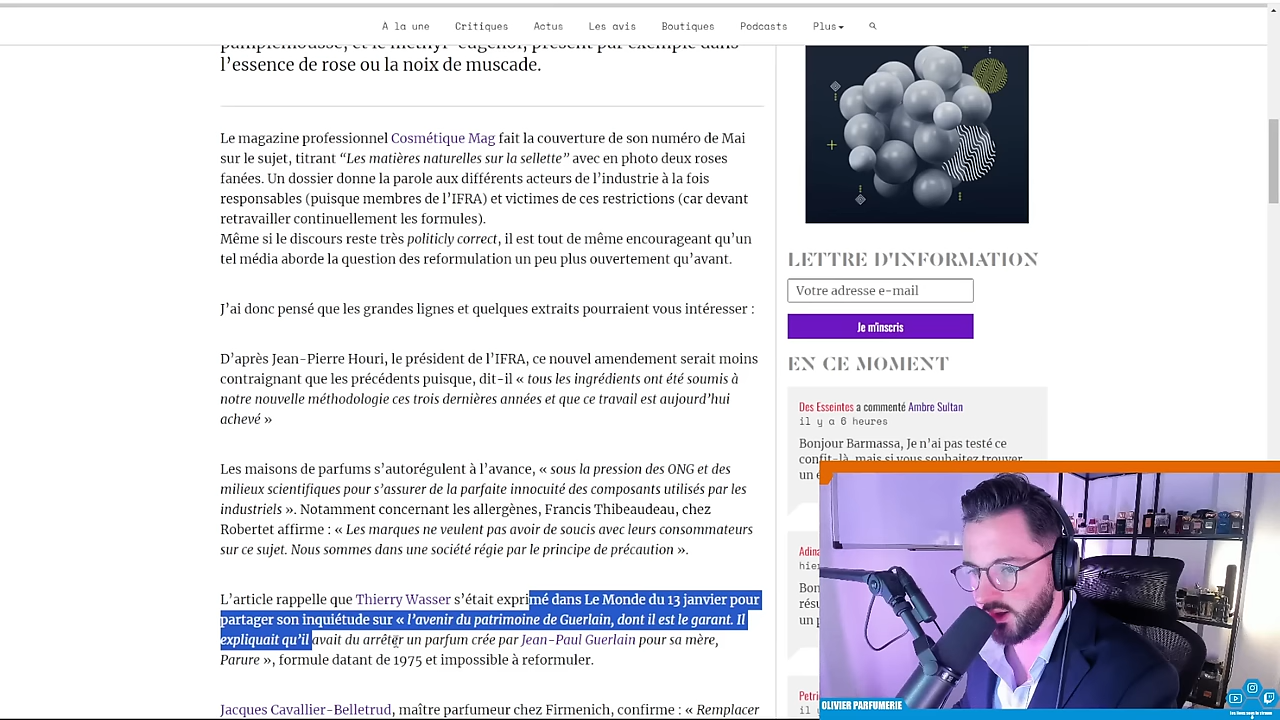 A la une Critiques Actus Les avis Boutiques Podcasts Plus
pamplemousse, et le méthyl-eugénol, présent par exemple dans
l’essence de rose ou la noix de muscade.
Le magazine professionnel Cosmétique Mag fait la couverture de son numéro de Mai
sur le sujet, titrant “Les matières naturelles sur la sellette” avec en photo deux roses
fanées. Un dossier donne la parole aux différents acteurs de l’industrie à la fois
responsables (puisque membres de l’IFRA) et victimes de ces restrictions (car devant
retravailler continuellement les formules).
Même si le discours reste très politicly correct, il est tout de même encourageant qu’un
tel média aborde la question des reformulation un peu plus ouvertement qu’avant.
J’ai donc pensé que les grandes lignes et quelques extraits pourraient vous intéresser :
D’après Jean-Pierre Houri, le président de l’IFRA, ce nouvel amendement serait moins
contraignant que les précédents puisque, dit-il « tous les ingrédients ont été soumis à
notre nouvelle méthodologie ces trois dernières années et que ce travail est aujourd’hui
achevé »
Les maisons de parfums s’autorégulent à l’avance, « sous la pression des ONG et des
milieux scientifiques pour s’assurer de la parfaite innocuité des composants utilisés par les
industriels ». Notamment concernant les allergènes, Francis Thibeaudeau, chez
Robertet affirme : « Les marques ne veulent pas avoir de soucis avec leurs consommateurs
sur ce sujet. Nous sommes dans une société régie par le principe de précaution ».
L’article rappelle que Thierry Wasser s’était exprimé dans Le Monde du 13 janvier pour
partager son inquiétude sur « l’avenir du patrimoine de Guerlain, dont il est le garant. Il
expliquait qu’il avait du arrêter un parfum crée par Jean-Paul Guerlain pour sa mère,
Parure », formule datant de 1975 et impossible à reformuler.
Jacques Cavallier-Belletrud, maître parfumeur chez Firmenich, confirme : « Remplacer
LETTRE D'INFORMATION
Votre adresse e-mail
Je m'inscris
EN CE MOMENT
Des Esseintes a commenté Ambre Sultan
il y a 6 heures
Bonjour Barmassa, Je n’ai pas testé ce
confit-là, mais si vous souhaitez trouver
un
Adina
hier
Bon
résu
un p
Petri
il y
OLIVIER PARFUMERIE